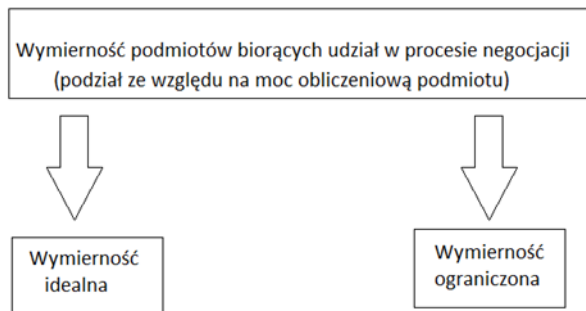 Wymierność podmiotów biorących udział w procesie negocjacji
(podział ze względu na moc obliczeniową podmiotu)
Wymierność
idealna
Wymierność
ograniczona